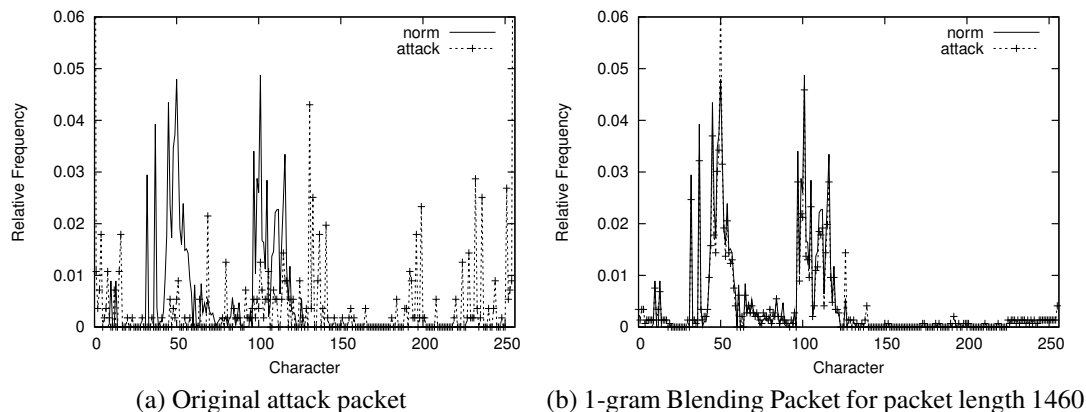 0.06
0.05
0.04
0.03
0.02
0.01
0
Relative Frequency
norm
attack
0 50 100 150 200 250
Character
(a) Original attack packet
0.06
0.05
0.04
0.03
0.02
0.01
0
Relative Frequency
norm
attack
0 50 100 150 200 250
Character
(b) 1-gram Blending Packet for packet length 1460